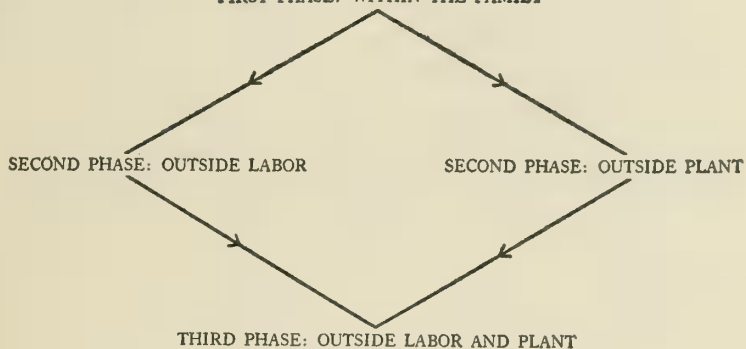 FIRST PHASE: WITHIN THE FAMILY
SECOND PHASE: OUTSIDE LABOR SECOND PHASE: OUTSIDE PLANT
THIRD PHASE: OUTSIDE LABOR AND PLANT